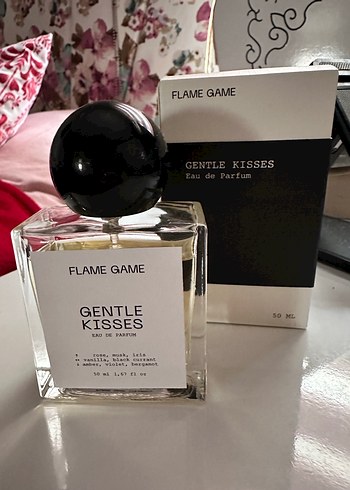 FLAME GAME
GENTLE KISSES
Eau de Parfum
50 ML
FLAME GAME
GENTLE
KISSES
EAU DE PARFUM
rose, musk, iris
vanilla, black currant
amber, violet, bergamot
50 ml 1,67 fl oz